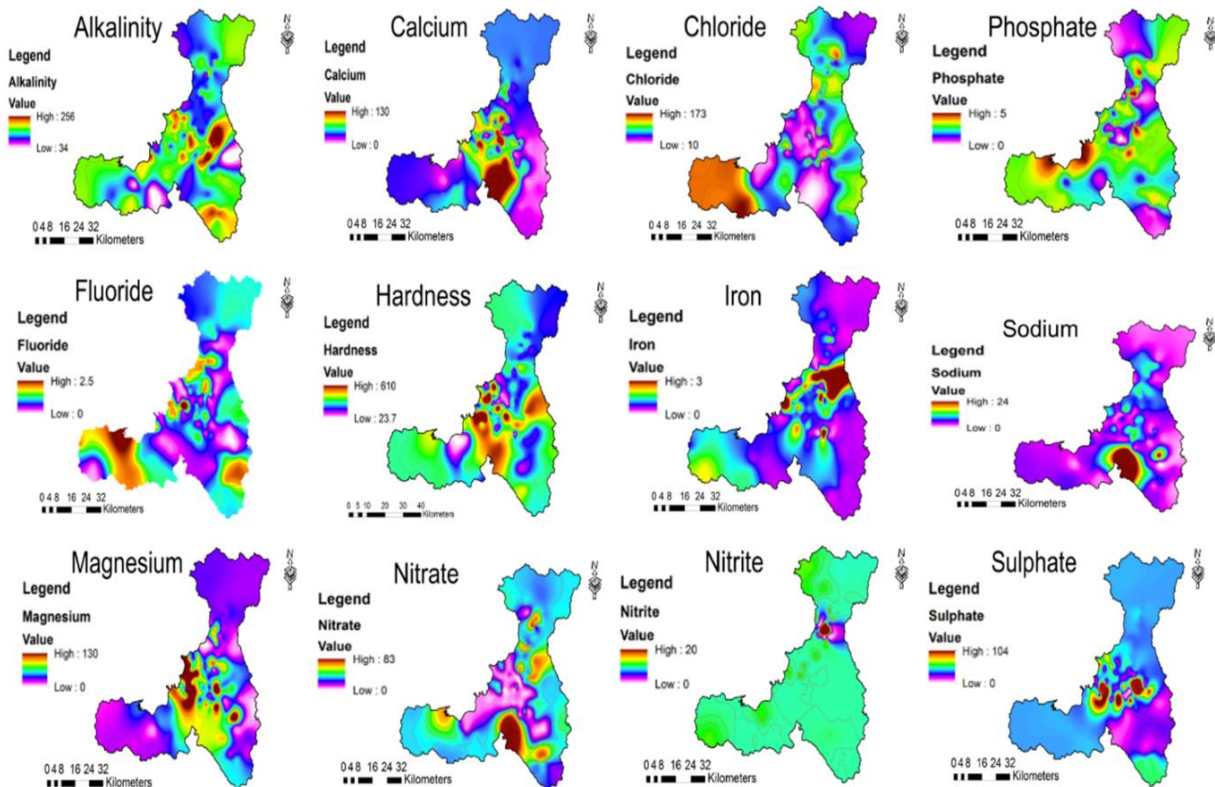 Alkalinity
N
Legend
Alkalinity
Value
High : 256
Low : 34
0 4 8 16 24 32
Kilometers
Calcium
N
Legend
Calcium
Value
High : 130
Low : 0
0 4 8 16 24 32
Kilometers
Chloride
N
Legend
Chloride
Value
High : 173
Low : 10
0 4 8 16 24 32
Kilometers
Phosphate
N
Legend
Phosphate
Value
High : 5
Low : 0
0 4 8 16 24 32
Kilometers
Fluoride
N
Legend
Fluoride
Value
High : 2.5
Low : 0
0 4 8 16 24 32
Kilometers
Hardness
N
Legend
Hardness
Value
High : 610
Low : 23.7
0 5 10 20 30 40
Kilometers
Iron
N
Legend
Iron
Value
High : 3
Low : 0
0 4 8 16 24 32
Kilometers
Sodium
N
Legend
Sodium
Value
High : 24
Low : 0
0 4 8 16 24 32
Kilometers
Magnesium
N
Legend
Magnesium
Value
High : 130
Low : 0
0 4 8 16 24 32
Kilometers
Nitrate
N
Legend
Nitrate
Value
High : 83
Low : 0
0 4 8 16 24 32
Kilometers
Nitrite
N
Legend
Nitrite
Value
High : 20
Low : 0
0 4 8 16 24 32
Kilometers
Sulphate
N
Legend
Sulphate
Value
High : 104
Low : 0
0 4 8 16 24 32
Kilometers